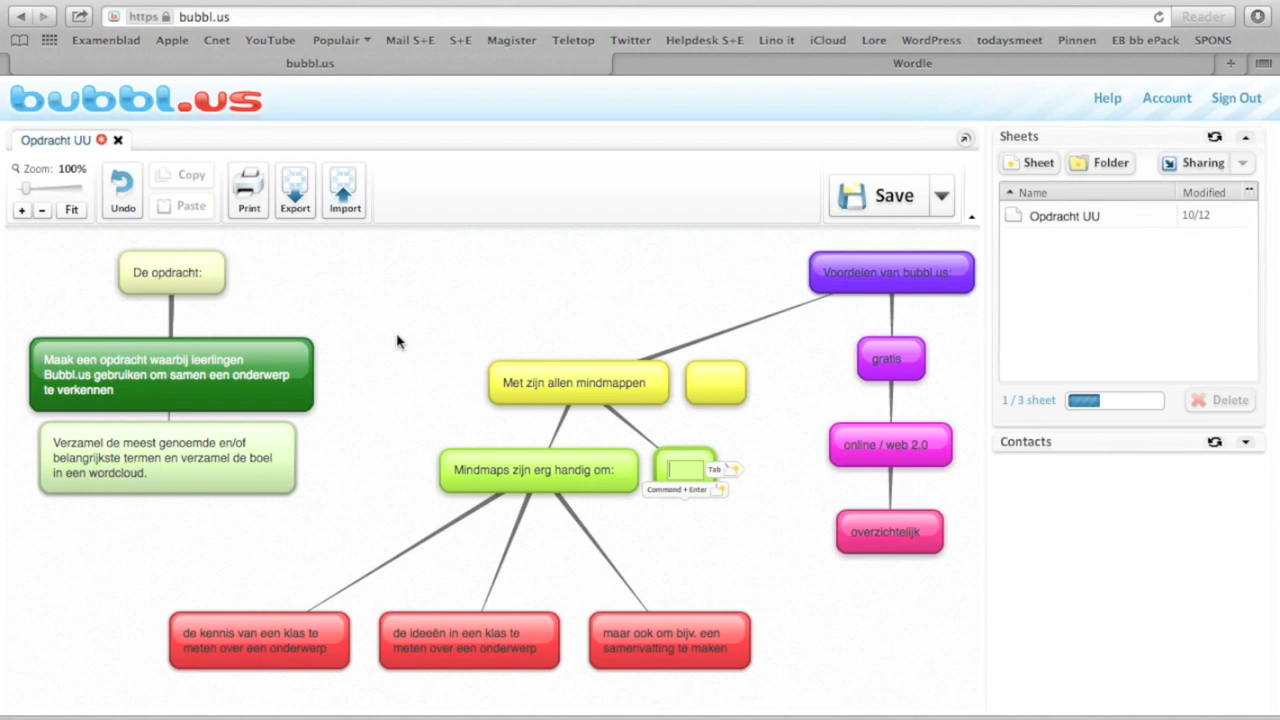 https bubbl.us Reader
Examenblad Apple Cnet YouTube Populair Mail S+E S+E Magister Teletop Twitter Helpdesk S+E Lino it iCloud Lore WordPress todaysmeet Pinnen EB bb ePack SPONS
bubbl.us Wordle
bubbl.us
Help Account Sign Out
Opdracht UU
Zoom: 100%
+ - Fit
Undo
Copy
Paste
Print
Export
Import
Save
Sheets
Sheet Folder Sharing
Name Modified
Opdracht UU 10/12
1 / 3 sheet Delete
Contacts
De opdracht:
Maak een opdracht waarbij leerlingen
Bubbl.us gebruiken om samen een onderwerp
te verkennen
Verzamel de meest genoemde en/of
belangrijkste termen en verzamel de boel
in een wordcloud.
Voordelen van bubbl.us:
gratis
online / web 2.0
overzichtelijk
Met zijn allen mindmappen
Mindmaps zijn erg handig om:
Tab
Command + Enter
de kennis van een klas te
meten over een onderwerp
de ideeën in een klas te
meten over een onderwerp
maar ook om bijv. een
samenvatting te maken